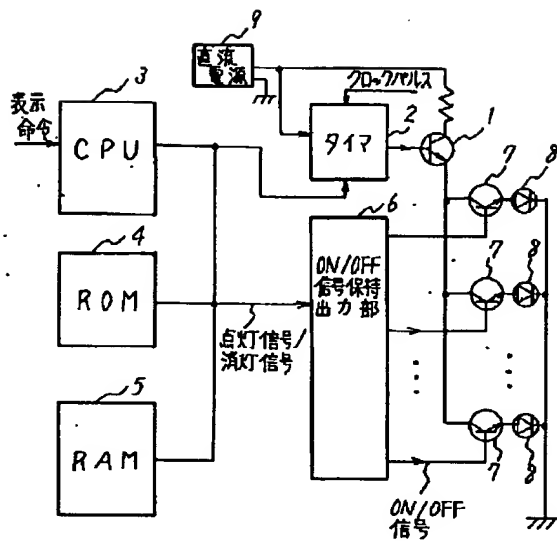 9
直流
電源
3
表示
命令
CPU
クロックパルス
2
タイマ
1
7
8
4
ROM
6
ON/OFF
信号保持
出力部
7
8
点灯信号/
消灯信号
5
RAM
7
8
ON/OFF
信号